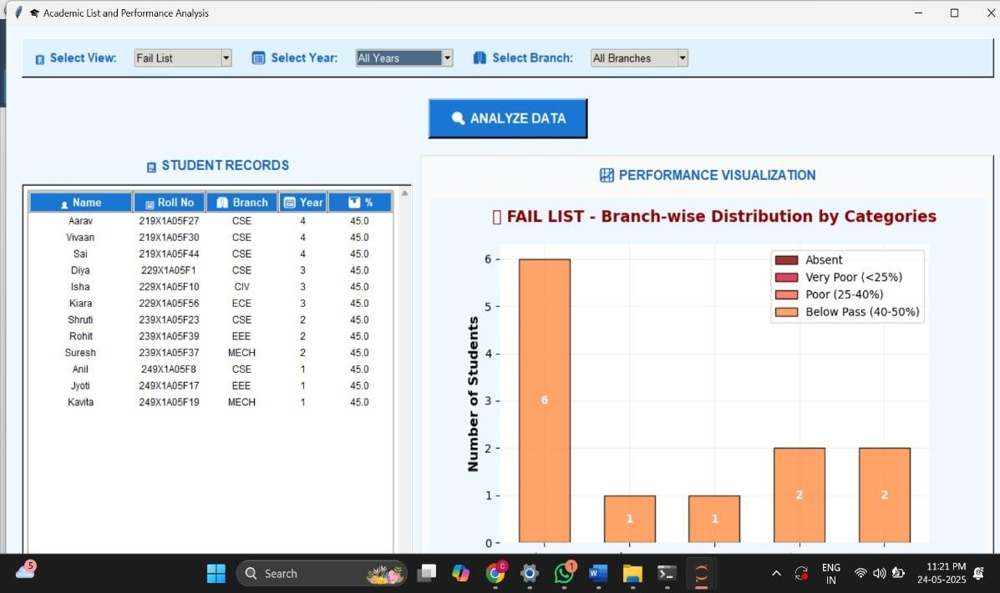 Academic List and Performance Analysis
Select View: Fail List Select Year: All Years Select Branch: All Branches
ANALYZE DATA
STUDENT RECORDS
Name Roll No Branch Year %
Aarav 219X1A05F27 CSE 4 45.0
Vivaan 219X1A05F30 CSE 4 45.0
Sai 219X1A05F44 CSE 4 45.0
Diya 229X1A05F1 CSE 3 45.0
Isha 229X1A05F10 CIV 3 45.0
Kiara 229X1A05F56 ECE 3 45.0
Shruti 239X1A05F23 CSE 2 45.0
Rohit 239X1A05F39 EEE 2 45.0
Suresh 239X1A05F37 MECH 2 45.0
Anil 249X1A05F8 CSE 1 45.0
Jyoti 249X1A05F17 EEE 1 45.0
Kavita 249X1A05F19 MECH 1 45.0
PERFORMANCE VISUALIZATION
FAIL LIST - Branch-wise Distribution by Categories
Absent
Very Poor (<25%)
Poor (25-40%)
Below Pass (40-50%)
Number of Students
6
5
4
3
2
1
0
6
1
1
2
2
5
Search
C
1
W
ENG
IN
11:21 PM
24-05-2025